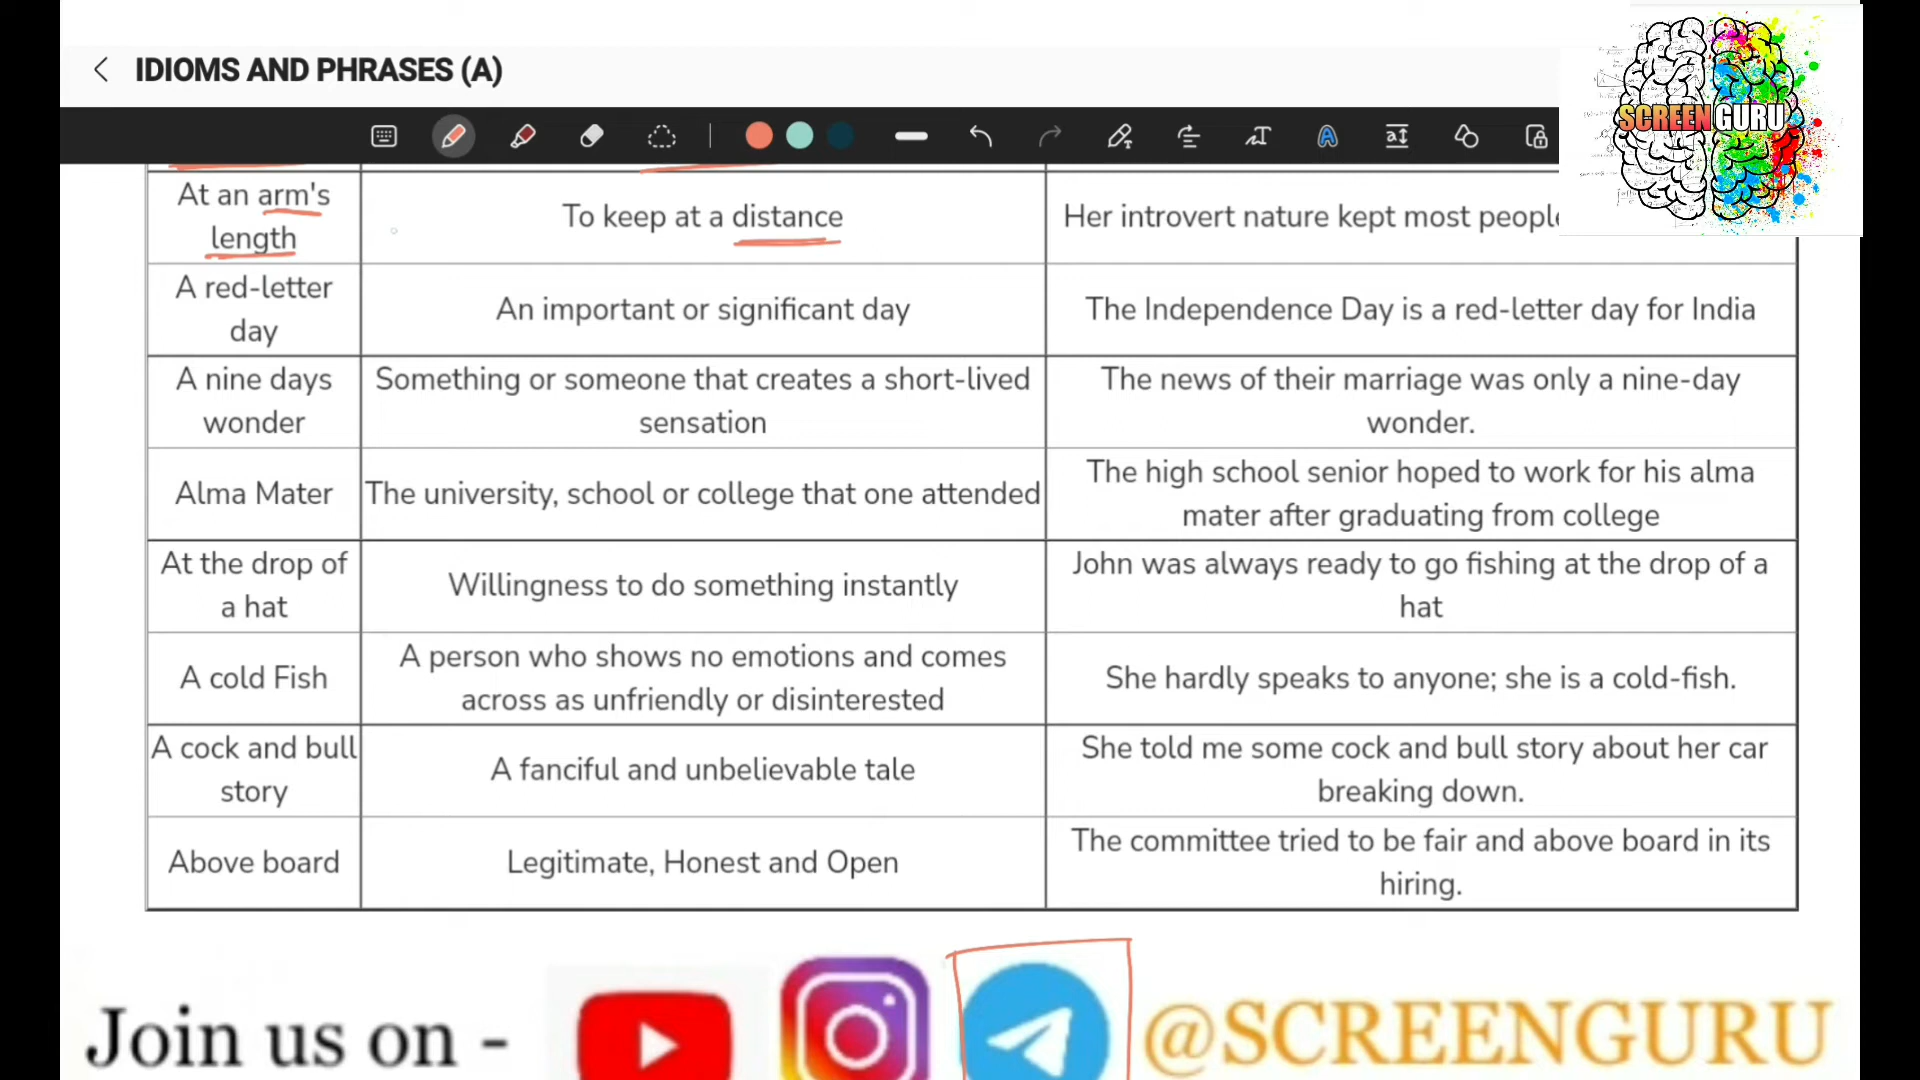 IDIOMS AND PHRASES (A)
SCREEN GURU
At an arm's
length
To keep at a distance
Her introvert nature kept most people
A red-letter
day
An important or significant day
The Independence Day is a red-letter day for India
A nine days
wonder
Something or someone that creates a short-lived
sensation
The news of their marriage was only a nine-day
wonder.
Alma Mater
The university, school or college that one attended
The high school senior hoped to work for his alma
mater after graduating from college
At the drop of
a hat
Willingness to do something instantly
John was always ready to go fishing at the drop of a
hat
A cold Fish
A person who shows no emotions and comes
across as unfriendly or disinterested
She hardly speaks to anyone; she is a cold-fish.
A cock and bull
story
A fanciful and unbelievable tale
She told me some cock and bull story about her car
breaking down.
Above board
Legitimate, Honest and Open
The committee tried to be fair and above board in its
hiring.
Join us on - @SCREENGURU